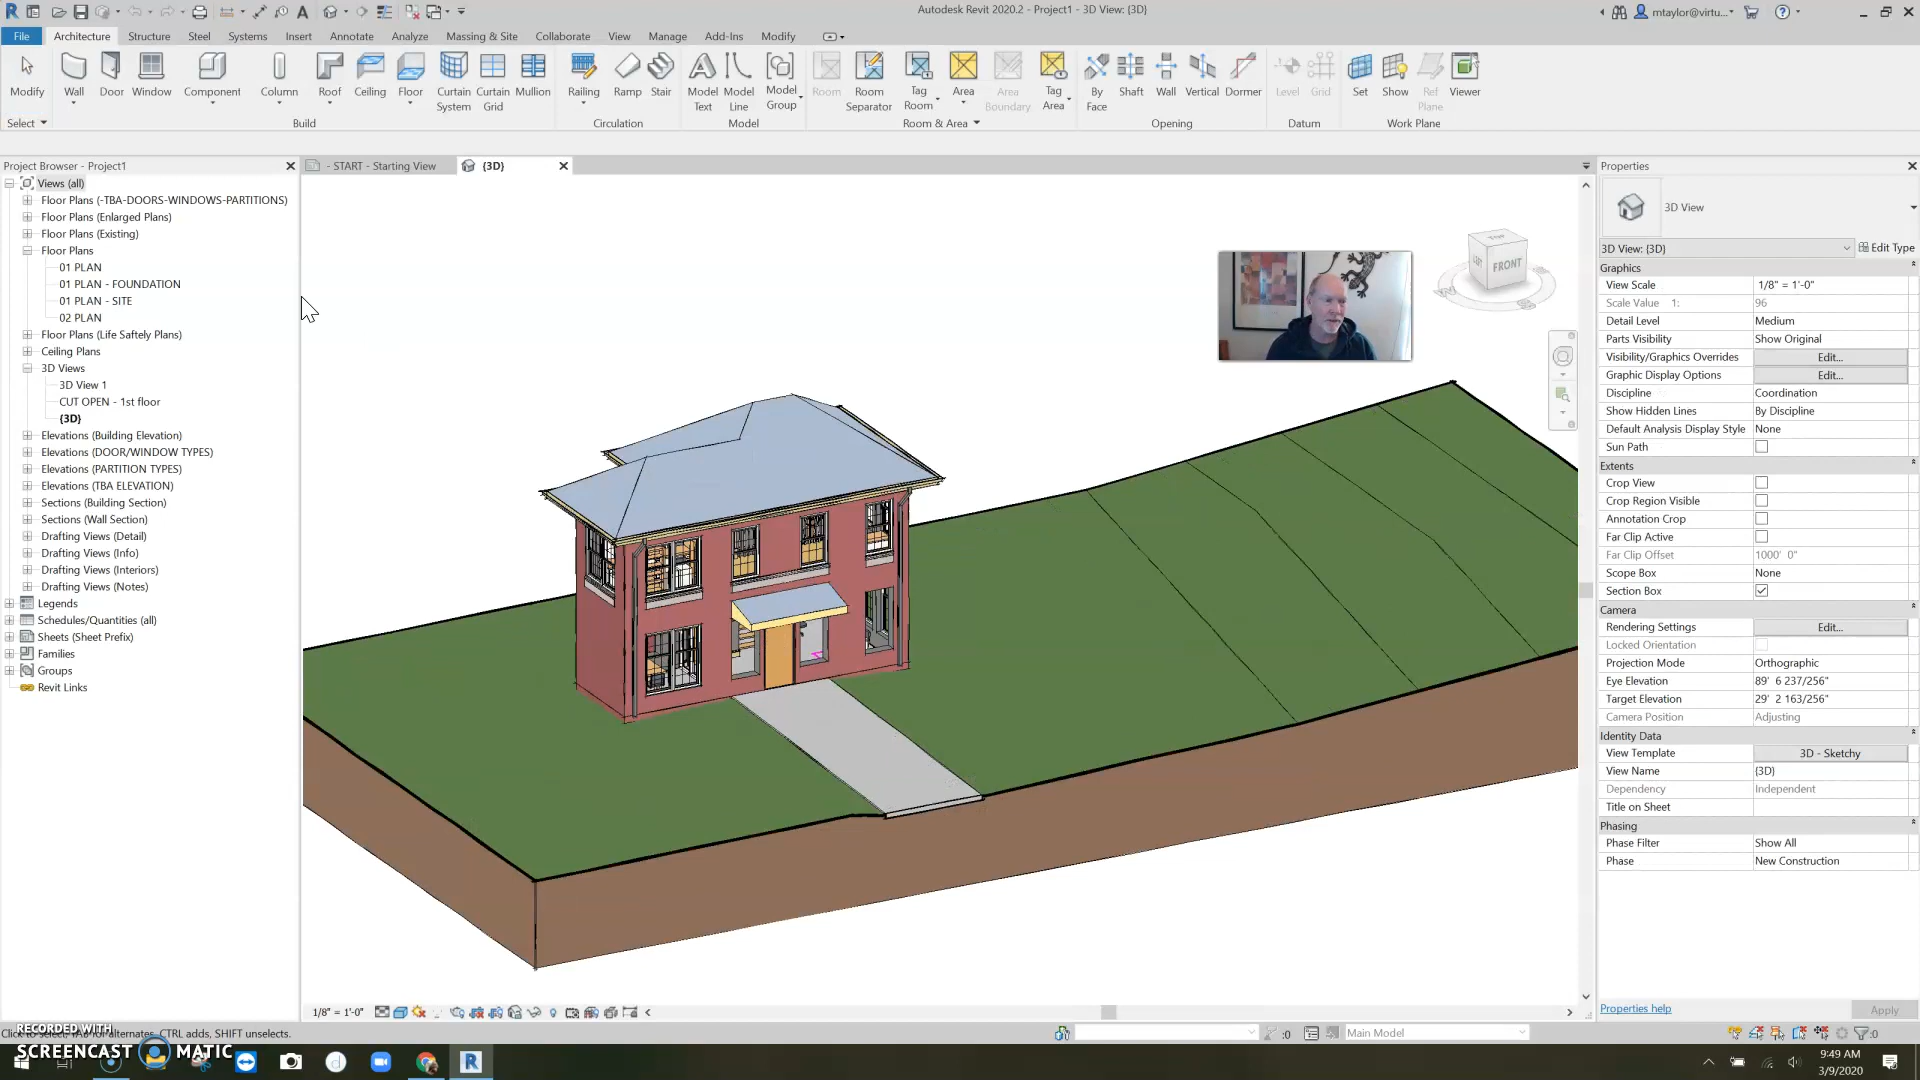 Autodesk Revit 2020.2 - Project1 - 3D View: {3D}
mtaylor@virtu...
File Architecture Structure Steel Systems Insert Annotate Analyze Massing & Site Collaborate View Manage Add-Ins Modify
Modify Wall Door Window Component Column Roof Ceiling Floor Curtain System Curtain Grid Mullion Railing Ramp Stair Model Text Model Line Model Group Room Room Separator Tag Room Area Area Boundary Tag Area By Face Shaft Wall Vertical Dormer Level Grid Set Show Ref Plane Viewer
Select Build Circulation Model Room & Area Opening Datum Work Plane
Project Browser - Project1
Views (all)
Floor Plans (-TBA-DOORS-WINDOWS-PARTITIONS)
Floor Plans (Enlarged Plans)
Floor Plans (Existing)
Floor Plans
01 PLAN
01 PLAN - FOUNDATION
01 PLAN - SITE
02 PLAN
Floor Plans (Life Saftely Plans)
Ceiling Plans
3D Views
3D View 1
CUT OPEN - 1st floor
{3D}
Elevations (Building Elevation)
Elevations (DOOR/WINDOW TYPES)
Elevations (PARTITION TYPES)
Elevations (TBA ELEVATION)
Sections (Building Section)
Sections (Wall Section)
Drafting Views (Detail)
Drafting Views (Info)
Drafting Views (Interiors)
Drafting Views (Notes)
Legends
Schedules/Quantities (all)
Sheets (Sheet Prefix)
Families
Groups
Revit Links
- START - Starting View
{3D}
TOP
LEFT FRONT
Properties
3D View
3D View: {3D} Edit Type
Graphics
View Scale 1/8" = 1'-0"
Scale Value 1: 96
Detail Level Medium
Parts Visibility Show Original
Visibility/Graphics Overrides Edit...
Graphic Display Options Edit...
Discipline Coordination
Show Hidden Lines By Discipline
Default Analysis Display Style None
Sun Path
Extents
Crop View
Crop Region Visible
Annotation Crop
Far Clip Active
Far Clip Offset 1000' 0"
Scope Box None
Section Box
Camera
Rendering Settings Edit...
Locked Orientation
Projection Mode Orthographic
Eye Elevation 89' 6 237/256"
Target Elevation 29' 2 163/256"
Camera Position Adjusting
Identity Data
View Template 3D - Sketchy
View Name {3D}
Dependency Independent
Title on Sheet
Phasing
Phase Filter Show All
Phase New Construction
Properties help Apply
1/8" = 1'-0"
:0 Main Model :0
alternates, CTRL adds, SHIFT unselects.
RECORDED WITH
SCREENCAST MATIC
9:49 AM
3/9/2020